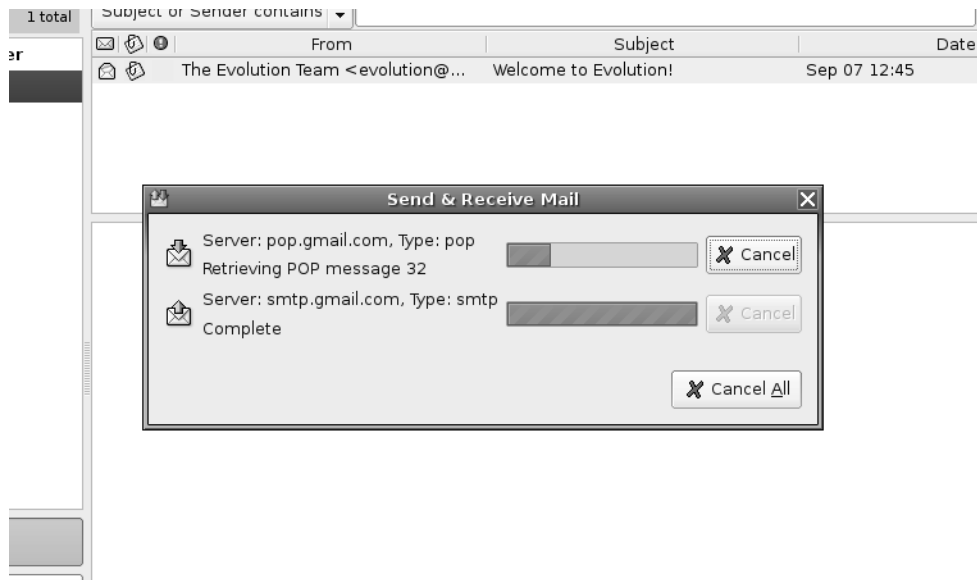 1 total
Subject or Sender contains
er
From Subject Date
The Evolution Team <evolution@... Welcome to Evolution! Sep 07 12:45
Send & Receive Mail
Server: pop.gmail.com, Type: pop
Retrieving POP message 32
Cancel
Server: smtp.gmail.com, Type: smtp
Complete
Cancel
Cancel All